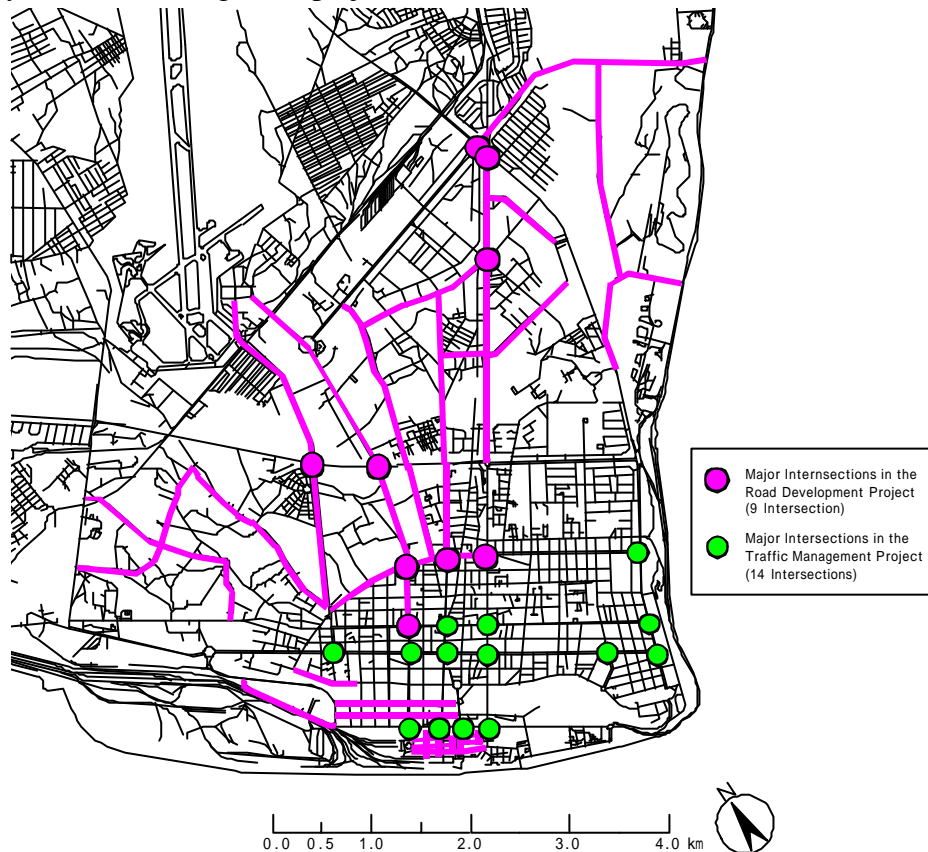 Major Internsections in the
Road Development Project
(9 Intersection)
Major Intersections in the
Traffic Management Project
(14 Intersections)
N
0.0 0.5 1.0 2.0 3.0 4.0 km